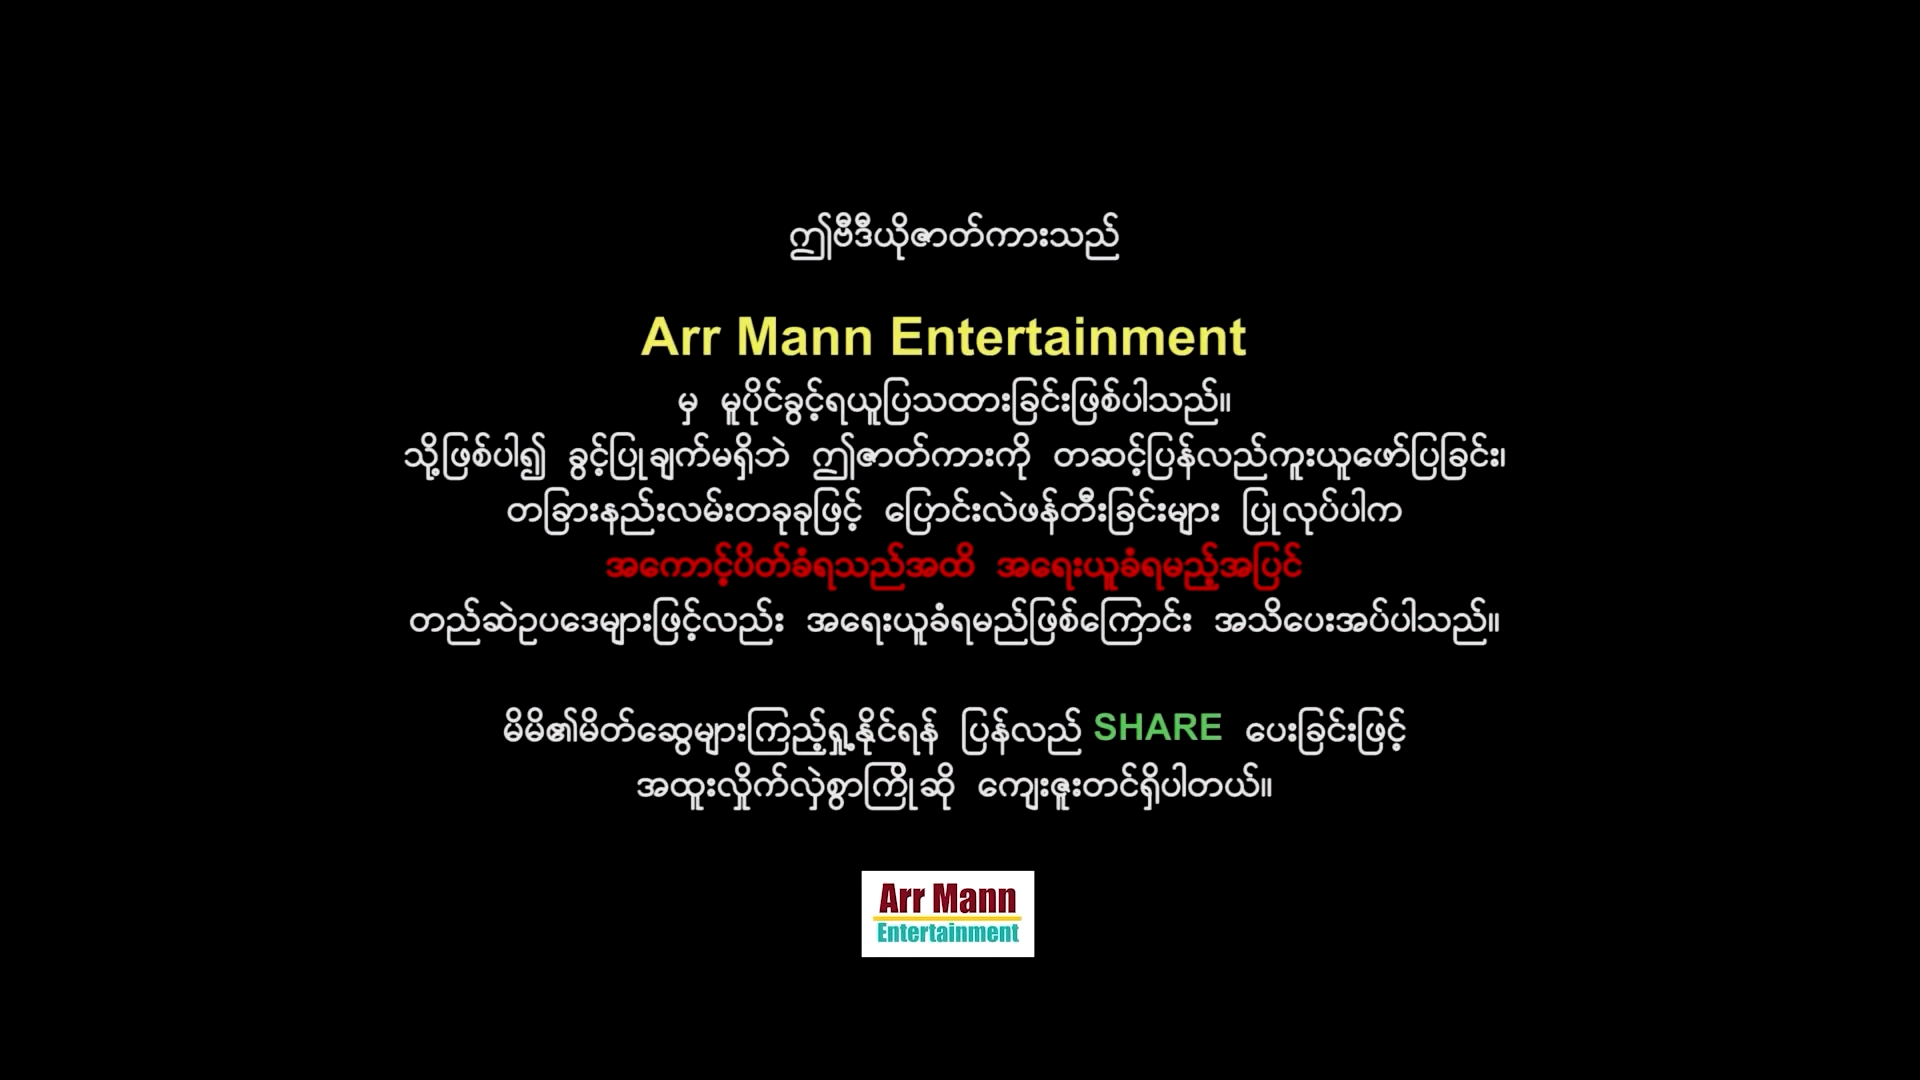 ဤဗီဒီယိုဇာတ်ကားသည်
Arr Mann Entertainment
မှ မူပိုင်ခွင့်ရယူပြသထားခြင်းဖြစ်ပါသည်။
သို့ဖြစ်ပါ၍ ခွင့်ပြုချက်မရှိဘဲ ဤဇာတ်ကားကို တဆင့်ပြန်လည်ကူးယူဖော်ပြခြင်း၊
တခြားနည်းလမ်းတခုခုဖြင့် ပြောင်းလဲဖန်တီးခြင်းများ ပြုလုပ်ပါက
အကောင့်ပိတ်ခံရသည်အထိ အရေးယူခံရမည့်အပြင်
တည်ဆဲဥပဒေများဖြင့်လည်း အရေးယူခံရမည်ဖြစ်ကြောင်း အသိပေးအပ်ပါသည်။
မိမိ၏မိတ်ဆွေများကြည့်ရှု့နိုင်ရန် ပြန်လည် SHARE ပေးခြင်းဖြင့်
အထူးလှိုက်လှဲစွာကြိုဆို ကျေးဇူးတင်ရှိပါတယ်။
Arr Mann
Entertainment